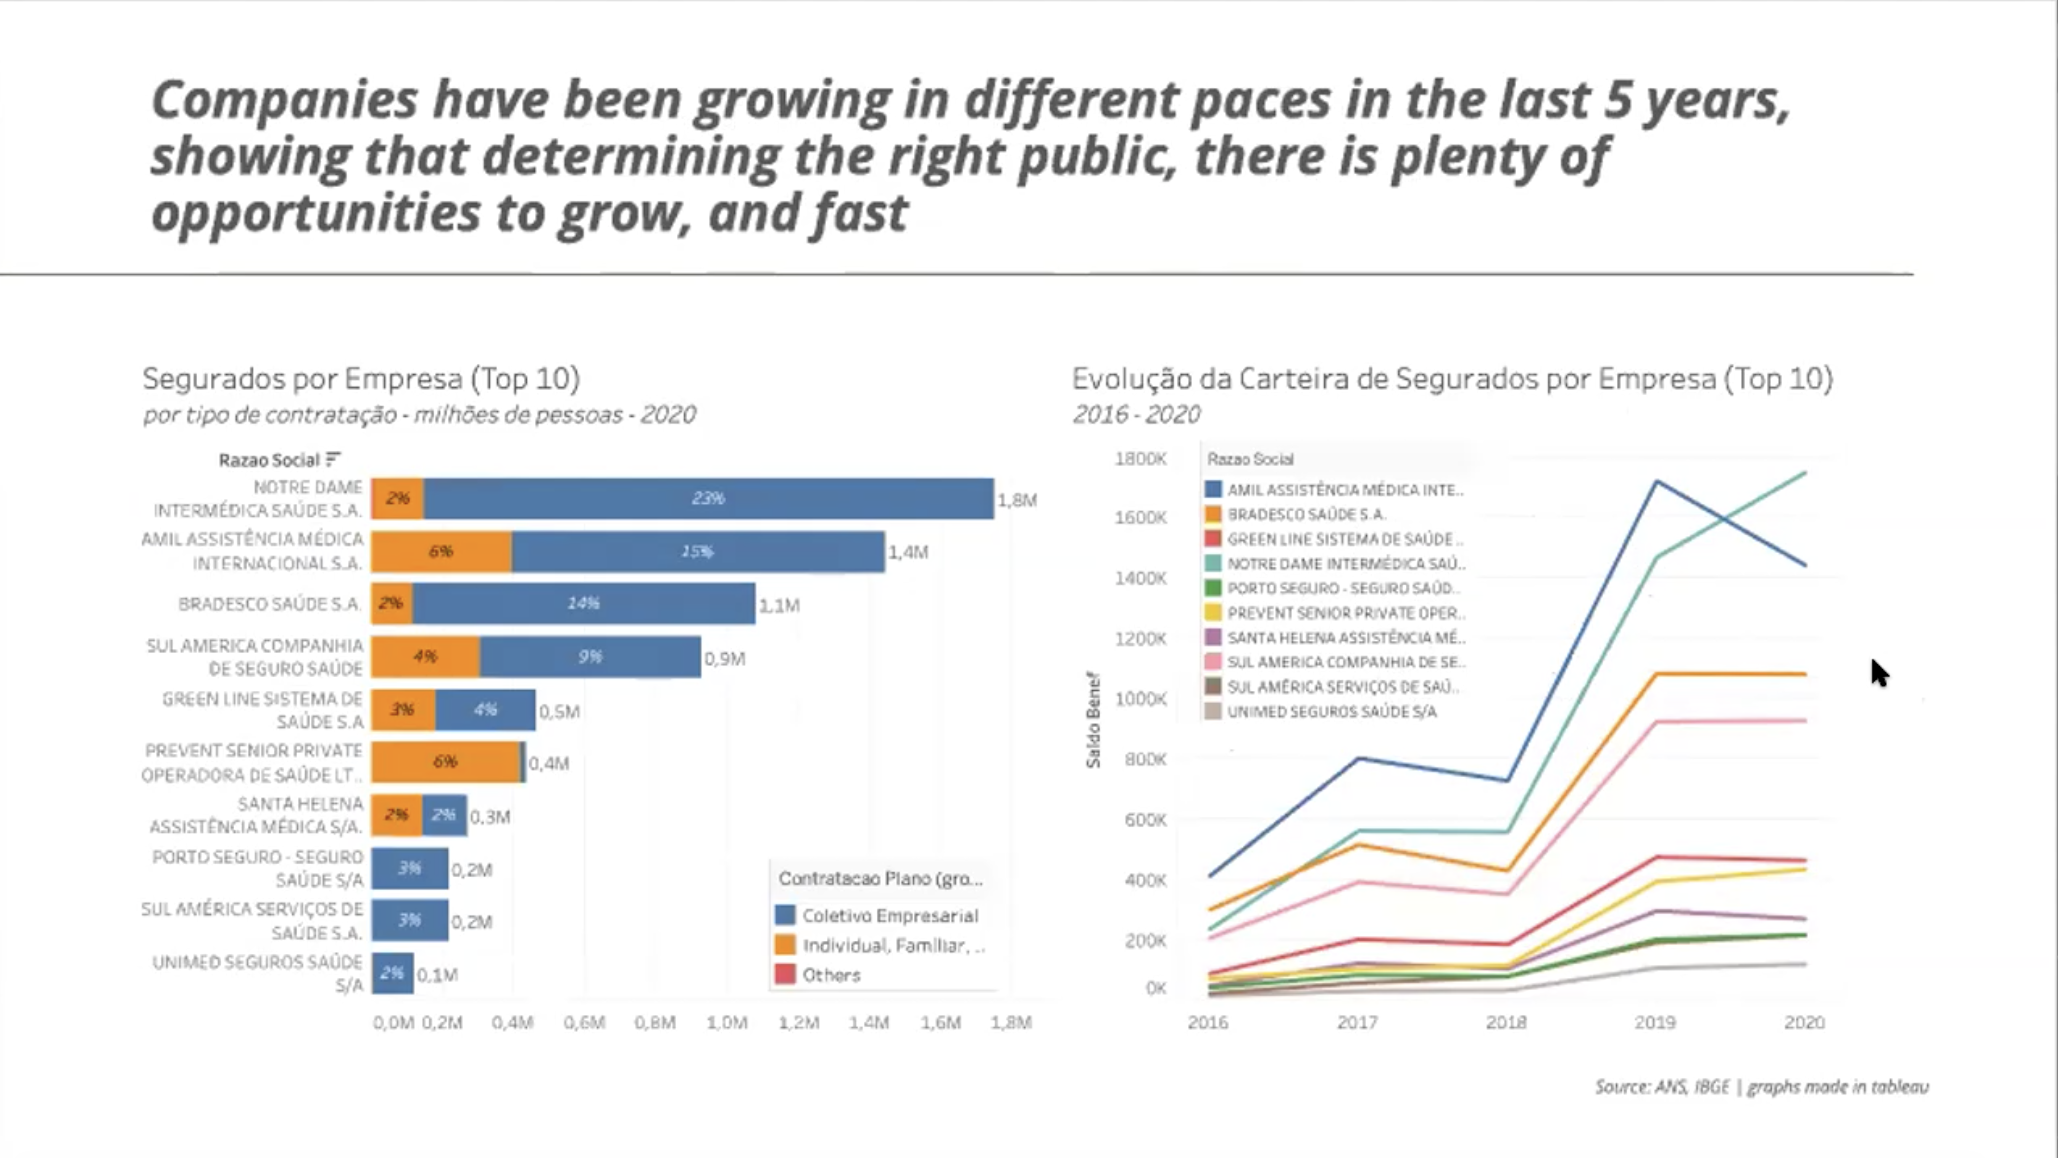 Companies have been growing in different paces in the last 5 years,
showing that determining the right public, there is plenty of
opportunities to grow, and fast
Segurados por Empresa (Top 10)
por tipo de contratação - milhões de pessoas - 2020
Razao Social
NOTRE DAME
INTERMÉDICA SAÚDE S.A.
2%
23%
1,8M
AMIL ASSISTÊNCIA MÉDICA
INTERNACIONAL S.A.
6%
15%
1,4M
BRADESCO SAÚDE S.A.
2%
14%
1,1M
SUL AMERICA COMPANHIA
DE SEGURO SAÚDE
4%
9%
0,9M
GREEN LINE SISTEMA DE
SAÚDE S.A
3%
4%
0,5M
PREVENT SENIOR PRIVATE
OPERADORA DE SAÚDE LT..
6%
0,4M
SANTA HELENA
ASSISTÊNCIA MÉDICA S/A.
2%
2%
0,3M
PORTO SEGURO - SEGURO
SAÚDE S/A
3%
0,2M
SUL AMÉRICA SERVIÇOS DE
SAÚDE S.A.
3%
0,2M
UNIMED SEGUROS SAÚDE
S/A
2%
0,1M
0,0M 0,2M 0,4M 0,6M 0,8M 1,0M 1,2M 1,4M 1,6M 1,8M
Contratacao Plano (gro...
Coletivo Empresarial
Individual, Familiar, ..
Others
Evolução da Carteira de Segurados por Empresa (Top 10)
2016 - 2020
Saldo Benef
1800K
1600K
1400K
1200K
1000K
800K
600K
400K
200K
0K
Razao Social
AMIL ASSISTÊNCIA MÉDICA INTE..
BRADESCO SAÚDE S.A.
GREEN LINE SISTEMA DE SAÚDE ..
NOTRE DAME INTERMÉDICA SAÚ..
PORTO SEGURO - SEGURO SAÚD..
PREVENT SENIOR PRIVATE OPER..
SANTA HELENA ASSISTÊNCIA MÉ..
SUL AMERICA COMPANHIA DE SE..
SUL AMÉRICA SERVIÇOS DE SAÚ..
UNIMED SEGUROS SAÚDE S/A
2016 2017 2018 2019 2020
Source: ANS, IBGE | graphs made in tableau